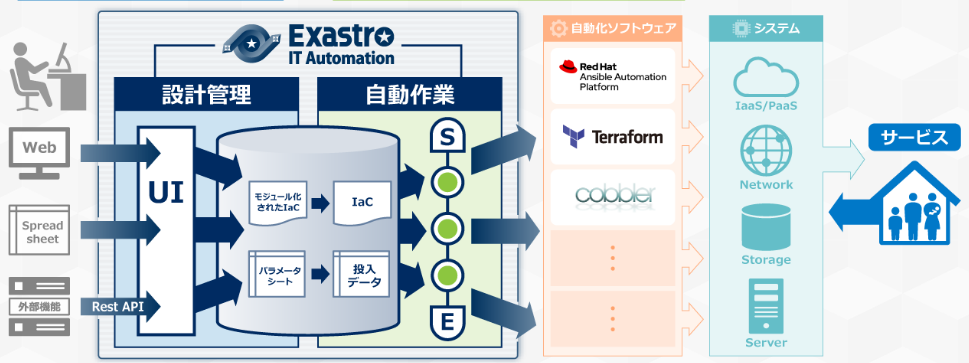 Exastro
IT Automation
設計管理
自動作業
Web
Spread
sheet
外部機能
Rest API
UI
モジュール化
されたIaC
IaC
パラメータ
シート
投入
データ
S
E
自動化ソフトウェア
Red Hat
Ansible Automation
Platform
Terraform
cobbler
システム
IaaS/PaaS
Network
Storage
Server
サービス